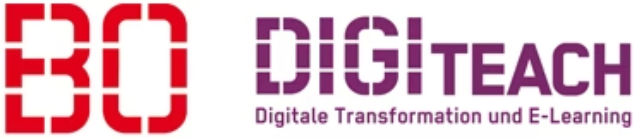 BO
DIGITEACH
Digitale Transformation und E-Learning